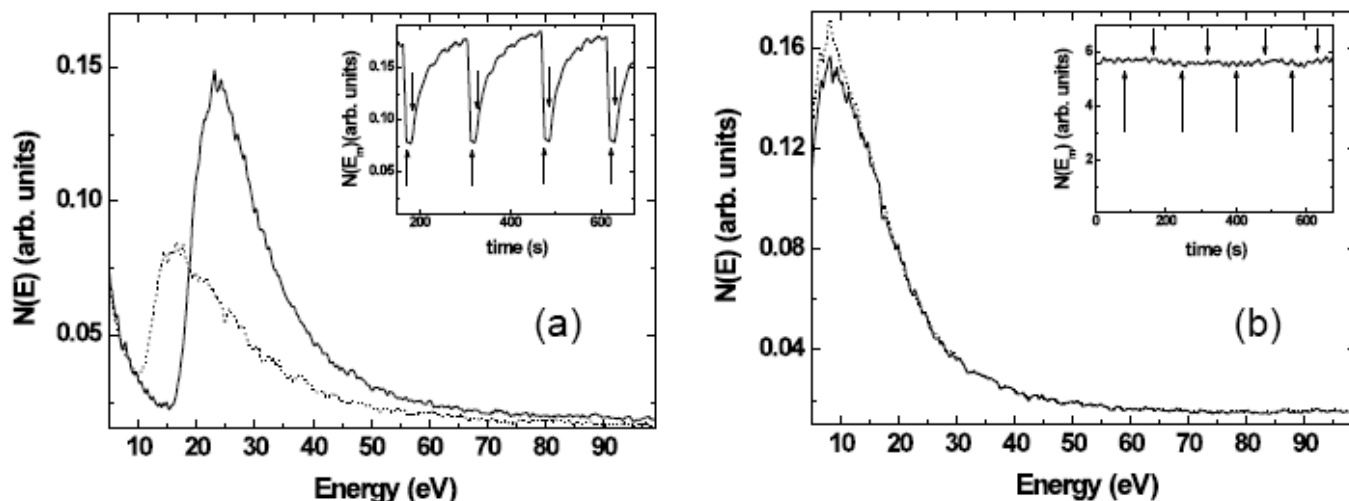 0.15
0.10
0.05
N(E) (arb. units)
10 20 30 40 50 60 70 80 90
Energy (eV)
(a)
0.15
0.10
0.05
N(Em)(arb. units)
200 400 600
time (s)
0.16
0.12
0.08
0.04
N(E) (arb. units)
10 20 30 40 50 60 70 80 90
Energy (eV)
(b)
6
4
2
N(Em) (arb. units)
0 200 400 600
time (s)